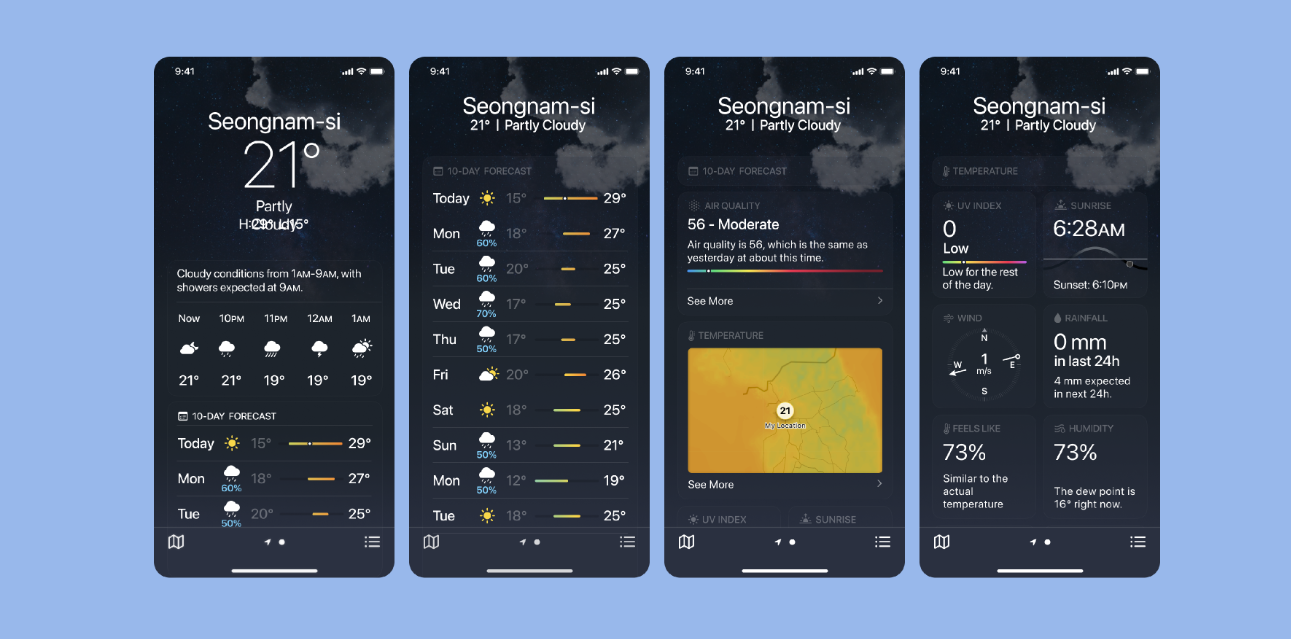 9:41
Seongnam-si
21°
Partly
Cloudy
H:29° L:15°
Cloudy conditions from 1AM-9AM, with
showers expected at 9AM.
Now 10PM 11PM 12AM 1AM
21° 21° 19° 19° 19°
10-DAY FORECAST
Today 15° 29°
Mon 60% 18° 27°
Tue 50% 20° 25°
9:41
Seongnam-si
21° | Partly Cloudy
10-DAY FORECAST
Today 15° 29°
Mon 60% 18° 27°
Tue 60% 20° 25°
Wed 70% 17° 25°
Thu 50% 17° 25°
Fri 20° 26°
Sat 18° 25°
Sun 50% 13° 21°
Mon 50% 12° 19°
Tue 18° 25°
9:41
Seongnam-si
21° | Partly Cloudy
10-DAY FORECAST
AIR QUALITY
56 - Moderate
Air quality is 56, which is the same as
yesterday at about this time.
See More
TEMPERATURE
21
My Location
See More
UV INDEX
SUNRISE
9:41
Seongnam-si
21° | Partly Cloudy
TEMPERATURE
UV INDEX
0
Low
Low for the rest
of the day.
SUNRISE
6:28AM
Sunset: 6:10PM
WIND
N
W
E
S
1
m/s
RAINFALL
0 mm
in last 24h
4 mm expected
in next 24h.
FEELS LIKE
73%
Similar to the
actual
temperature
HUMIDITY
73%
The dew point is
16° right now.